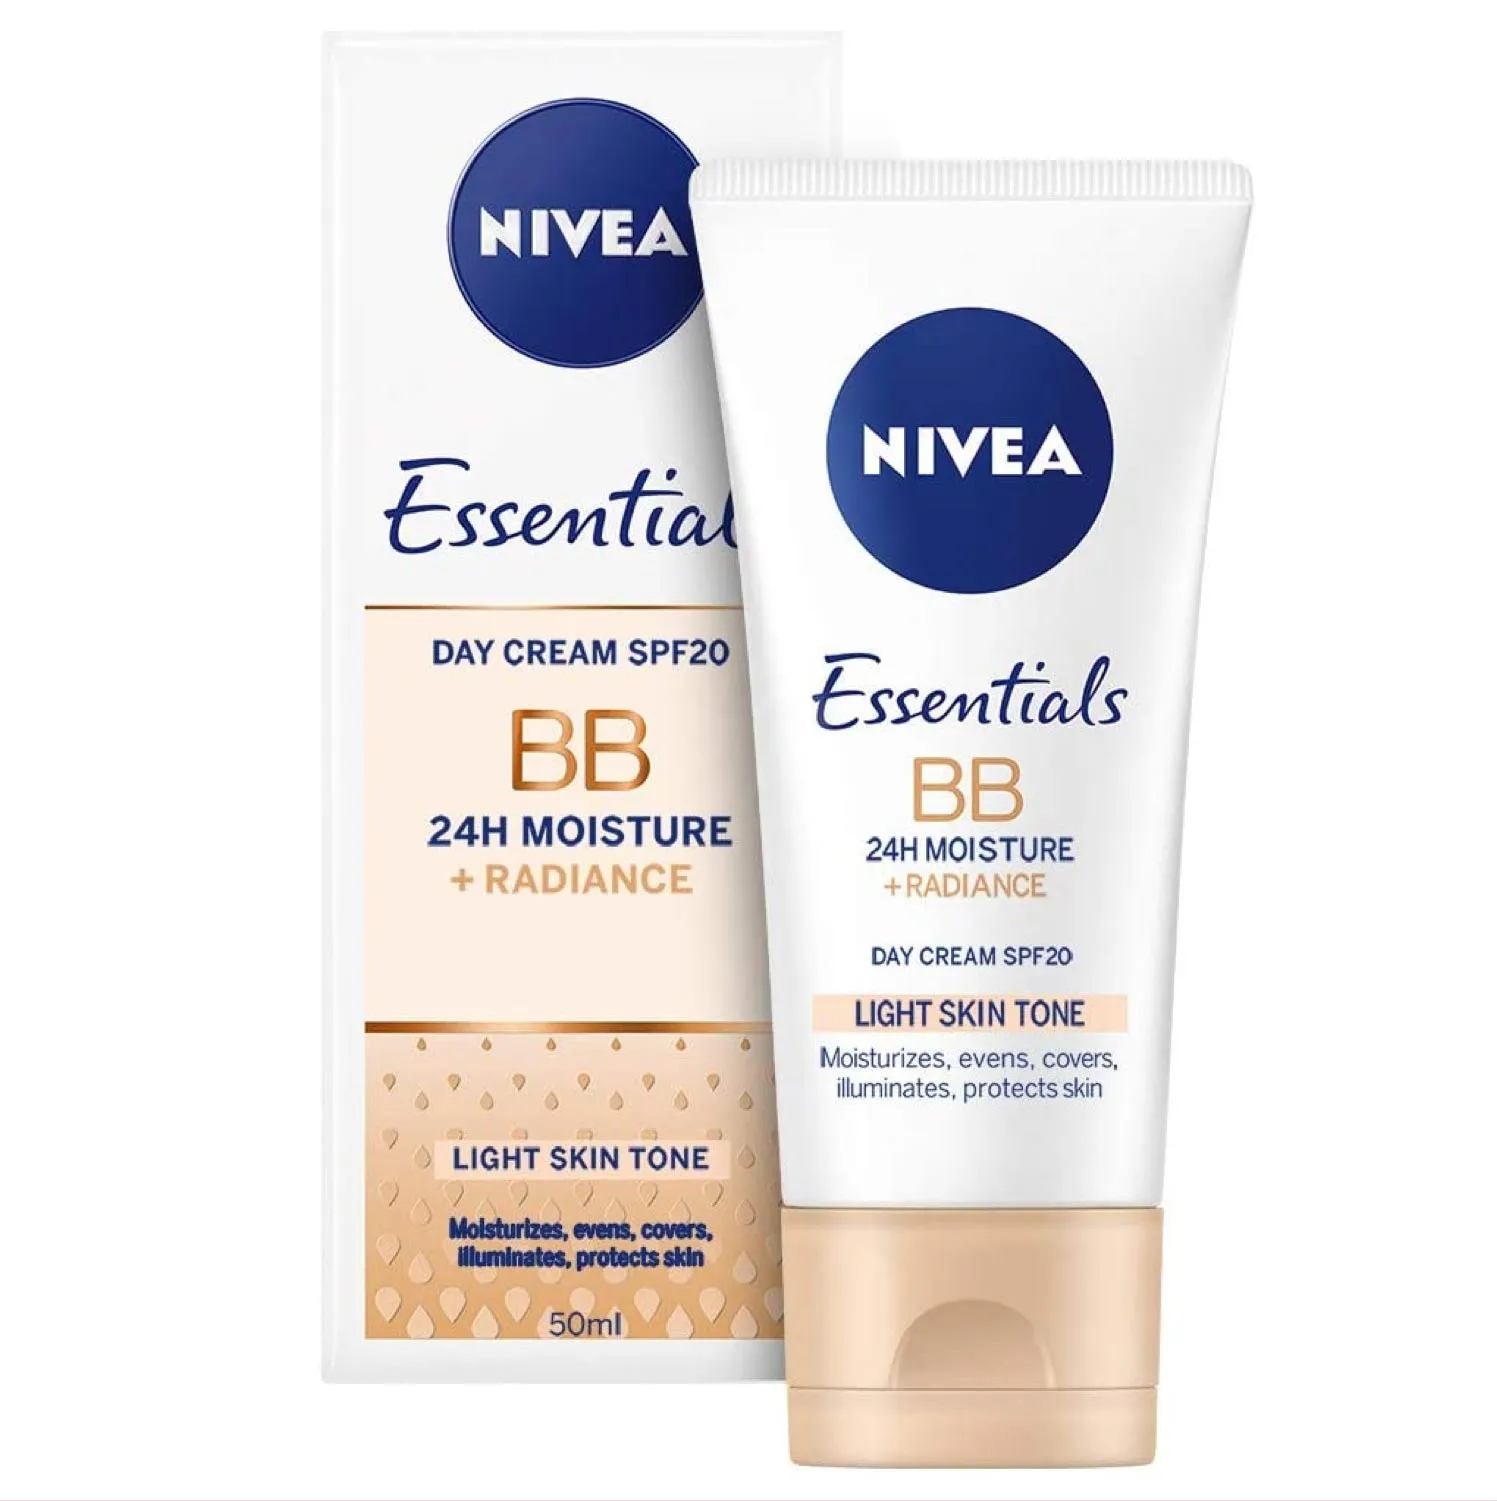 NIVEA
Essential
DAY CREAM SPF20
BB
24H MOISTURE
+ RADIANCE
LIGHT SKIN TONE
Moisturizes, evens, covers,
illuminates, protects skin
50ml
NIVEA
Essentials
BB
24H MOISTURE
+ RADIANCE
DAY CREAM SPF20
LIGHT SKIN TONE
Moisturizes, evens, covers,
illuminates, protects skin